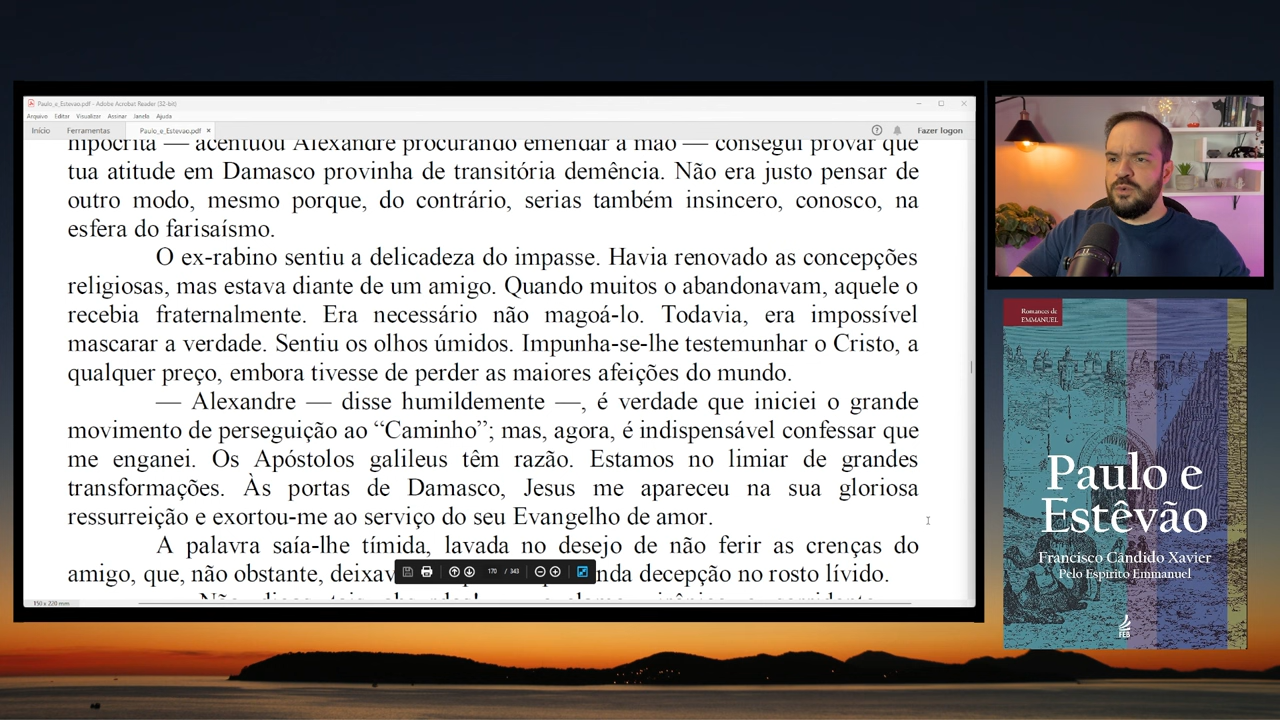 Paulo_e_Estevao.pdf - Adobe Acrobat Reader (32-bit)
Arquivo Editar Visualizar Assinar Janela Ajuda
Início Ferramentas Paulo_e_Estevao.pdf × Fazer logon
hipócrita — acentuou Alexandre procurando emendar a mão — consegui provar que
tua atitude em Damasco provinha de transitória demência. Não era justo pensar de
outro modo, mesmo porque, do contrário, serias também insincero, conosco, na
esfera do farisaísmo.
O ex-rabino sentiu a delicadeza do impasse. Havia renovado as concepções
religiosas, mas estava diante de um amigo. Quando muitos o abandonavam, aquele o
recebia fraternalmente. Era necessário não magoá-lo. Todavia, era impossível
mascarar a verdade. Sentiu os olhos úmidos. Impunha-se-lhe testemunhar o Cristo, a
qualquer preço, embora tivesse de perder as maiores afeições do mundo.
— Alexandre — disse humildemente —, é verdade que iniciei o grande
movimento de perseguição ao “Caminho”; mas, agora, é indispensável confessar que
me enganei. Os Apóstolos galileus têm razão. Estamos no limiar de grandes
transformações. Às portas de Damasco, Jesus me apareceu na sua gloriosa
ressurreição e exortou-me ao serviço do seu Evangelho de amor.
A palavra saía-lhe tímida, lavada no desejo de não ferir as crenças do
amigo, que, não obstante, deixav nda decepção no rosto lívido.
170 / 343
150 x 220 mm
Romances de
EMMANUEL
Paulo e
Estêvão
Francisco Cândido Xavier
Pelo Espírito Emmanuel
FEB